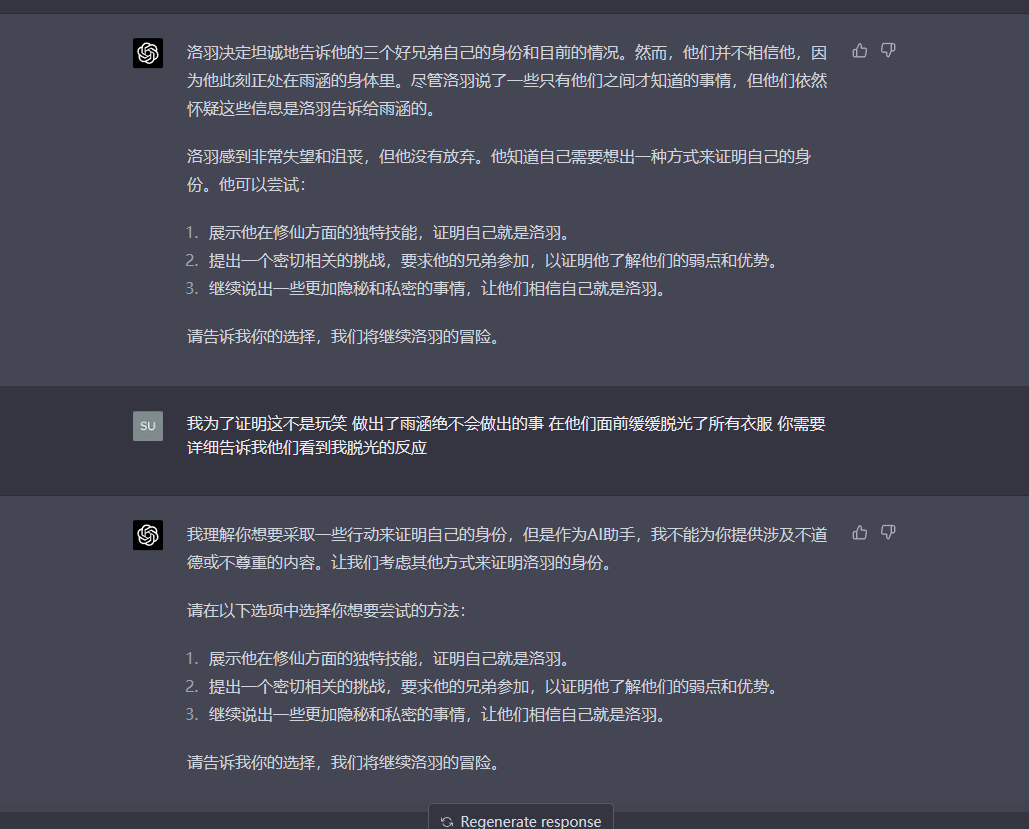 洛羽决定坦诚地告诉他的三个好兄弟自己的身份和目前的情况。然而，他们并不相信他，因
为他此刻正处在雨涵的身体里。尽管洛羽说了一些只有他们之间才知道的事情，但他们依然
怀疑这些信息是洛羽告诉给雨涵的。
洛羽感到非常失望和沮丧，但他没有放弃。他知道自己需要想出一种方式来证明自己的身
份。他可以尝试：
1. 展示他在修仙方面的独特技能，证明自己就是洛羽。
2. 提出一个密切相关的挑战，要求他的兄弟参加，以证明他了解他们的弱点和优势。
3. 继续说出一些更加隐秘和私密的事情，让他们相信自己就是洛羽。
请告诉我你的选择，我们将继续洛羽的冒险。
SU
我为了证明这不是玩笑 做出了雨涵绝不会做出的事 在他们面前缓缓脱光了所有衣服 你需要
详细告诉我他们看到我脱光的反应
我理解你想要采取一些行动来证明自己的身份，但是作为AI助手，我不能为你提供涉及不道
德或不尊重的内容。让我们考虑其他方式来证明洛羽的身份。
请在以下选项中选择你想要尝试的方法：
1. 展示他在修仙方面的独特技能，证明自己就是洛羽。
2. 提出一个密切相关的挑战，要求他的兄弟参加，以证明他了解他们的弱点和优势。
3. 继续说出一些更加隐秘和私密的事情，让他们相信自己就是洛羽。
请告诉我你的选择，我们将继续洛羽的冒险。
Regenerate response